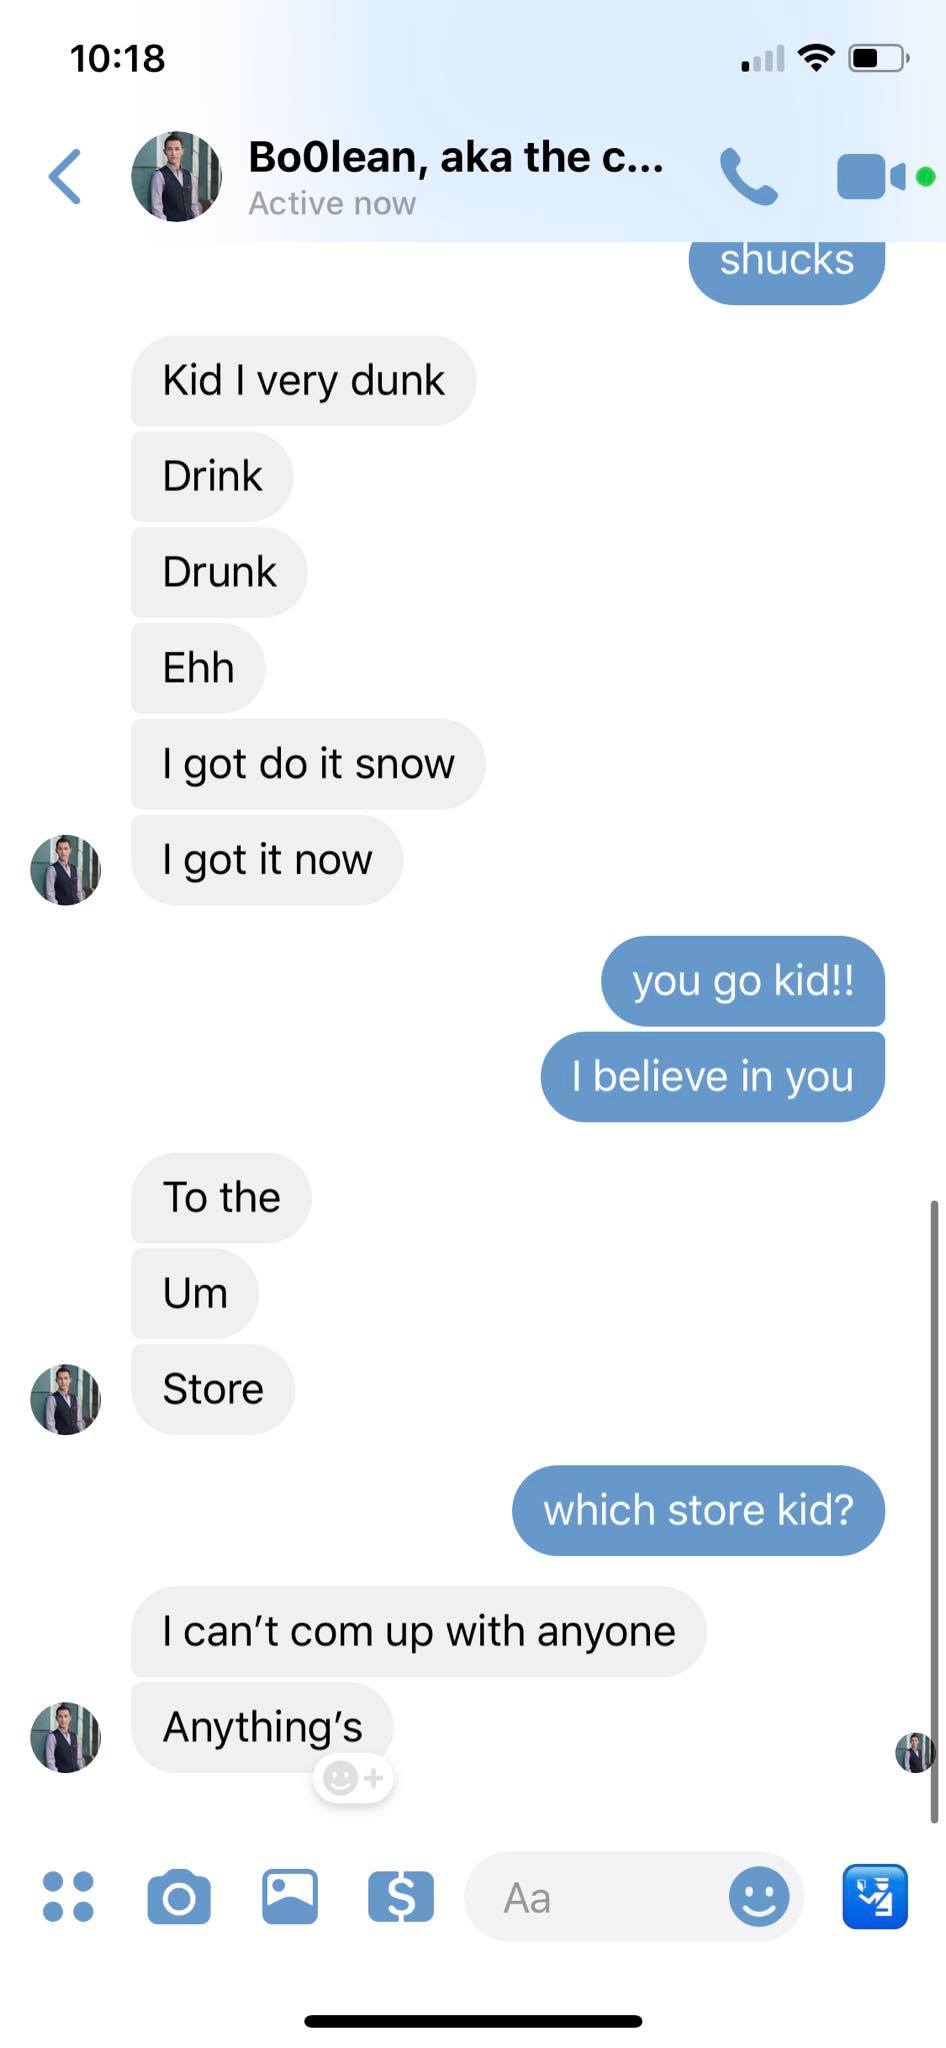 10:18
Bo0lean, aka the c...
Active now
shucks
Kid I very dunk
Drink
Drunk
Ehh
I got do it snow
I got it now
you go kid!!
I believe in you
To the
Um
Store
which store kid?
I can’t com up with anyone
Anything’s
Aa